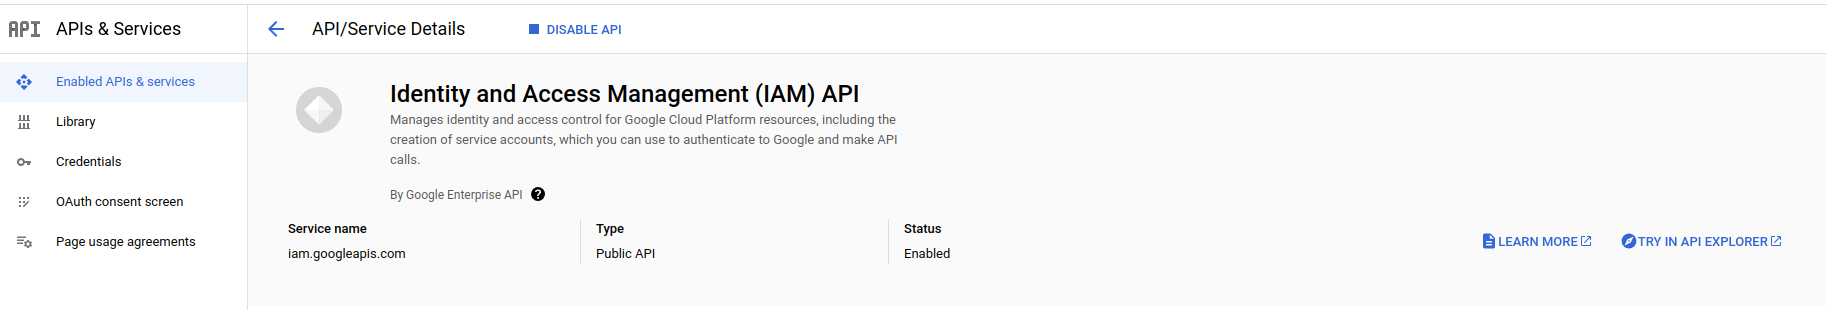 API APIs & Services
API/Service Details
DISABLE API
Enabled APIs & services
Library
Credentials
OAuth consent screen
Page usage agreements
Identity and Access Management (IAM) API
Manages identity and access control for Google Cloud Platform resources, including the
creation of service accounts, which you can use to authenticate to Google and make API
calls.
By Google Enterprise API ?
Service name
iam.googleapis.com
Type
Public API
Status
Enabled
LEARN MORE
TRY IN API EXPLORER